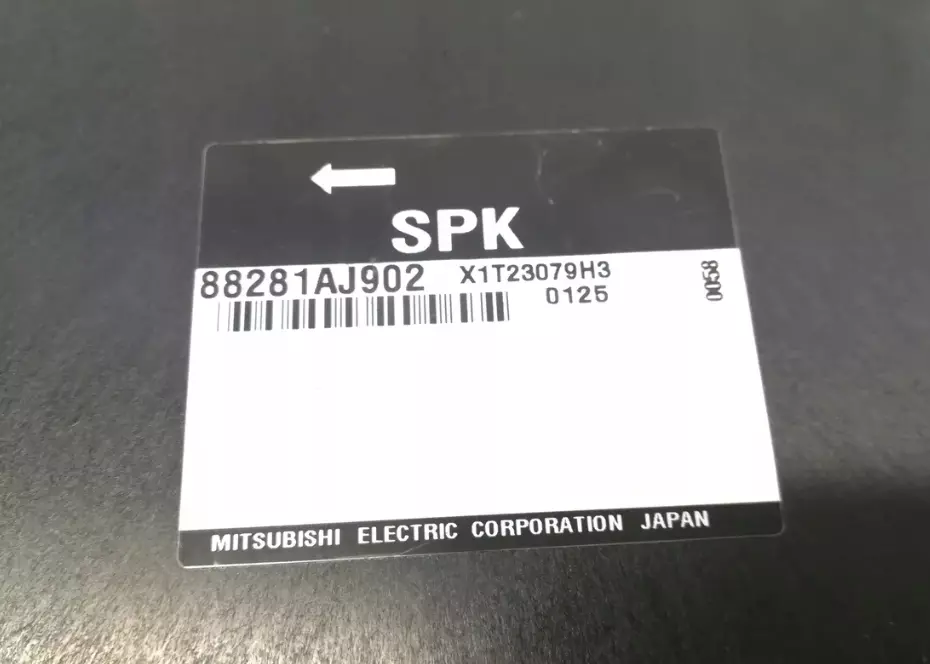 SPK
88281AJ902 X1T23079H3
0125
0058
MITSUBISHI ELECTRIC CORPORATION JAPAN